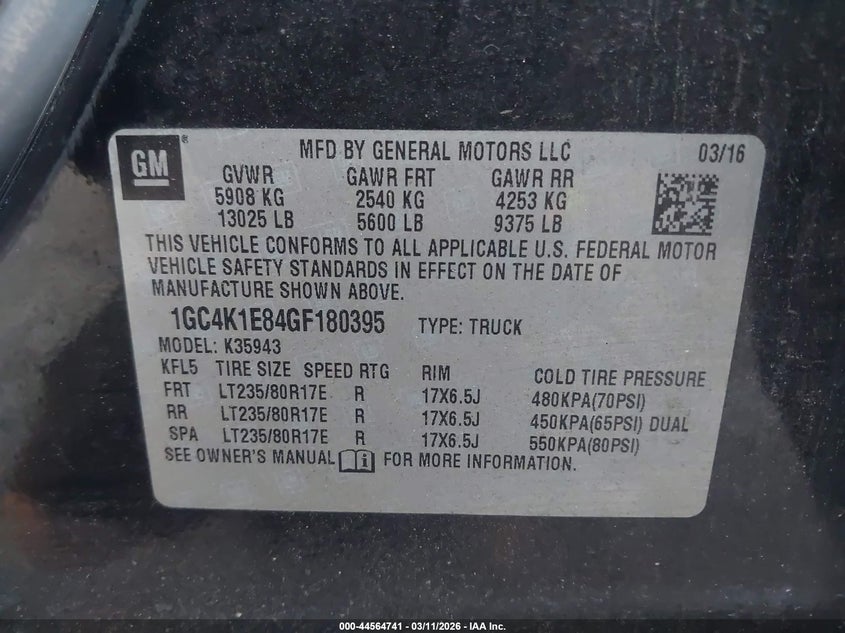 GM
®
MFD BY GENERAL MOTORS LLC 03/16
GVWR GAWR FRT GAWR RR
5908 KG 2540 KG 4253 KG
13025 LB 5600 LB 9375 LB
THIS VEHICLE CONFORMS TO ALL APPLICABLE U.S. FEDERAL MOTOR
VEHICLE SAFETY STANDARDS IN EFFECT ON THE DATE OF
MANUFACTURE SHOWN ABOVE.
1GC4K1E84GF180395 TYPE: TRUCK
MODEL: K35943
KFL5 TIRE SIZE SPEED RTG RIM COLD TIRE PRESSURE
FRT LT235/80R17E R 17X6.5J 480KPA(70PSI)
RR LT235/80R17E R 17X6.5J 450KPA(65PSI) DUAL
SPA LT235/80R17E R 17X6.5J 550KPA(80PSI)
SEE OWNER'S MANUAL i FOR MORE INFORMATION.
000-44564741 | 03/11/2026 - IAA Inc.